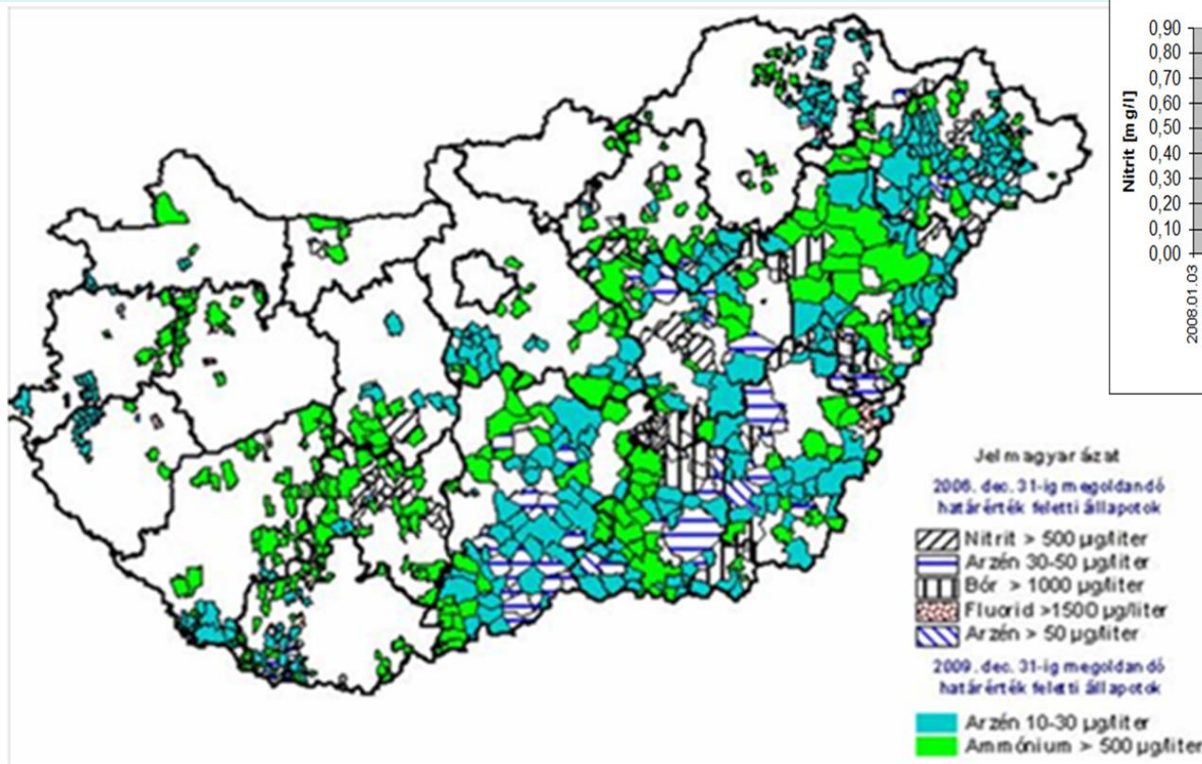 0,90
0,80
0,70
0,60
0,50
0,40
0,30
0,20
0,10
0,00
Nitrit [mg/l]
2008.01.03
Jelmagyarázat
2006. dec. 31-ig megoldandó
határérték feletti állapotok
Nitrit > 500 µg/liter
Arzén 30-50 µg/liter
Bór > 1000 µg/liter
Fluorid >1500 µg/liter
Arzén > 50 µg/liter
2009. dec. 31-ig megoldandó
határérték feletti állapotok
Arzén 10-30 µg/liter
Ammónium > 500 µg/liter